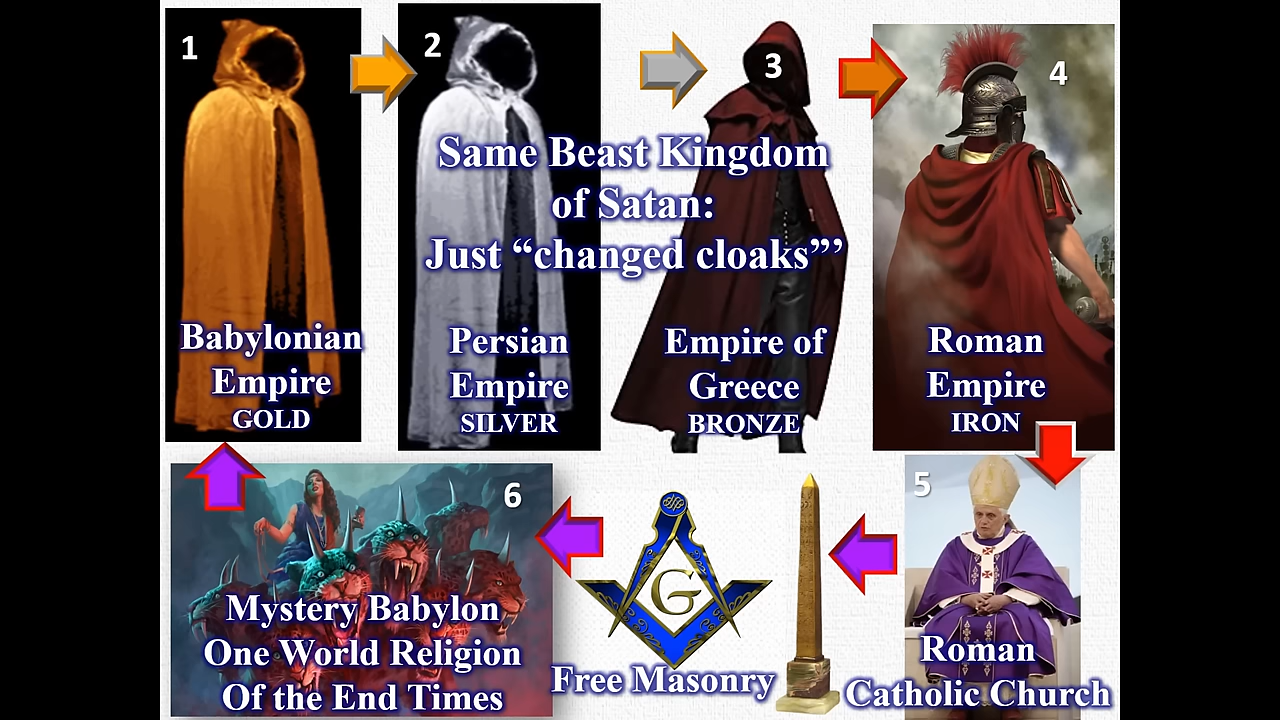 1
2
3
4
Same Beast Kingdom
of Satan:
Just “changed cloaks”’
Babylonian
Empire
GOLD
Persian
Empire
SILVER
Empire of
Greece
BRONZE
Roman
Empire
IRON
6
Mystery Babylon
One World Religion
Of the End Times
G
Free Masonry
5
Roman
Catholic Church